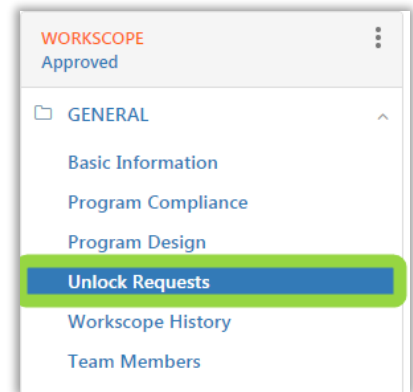 WORKSCOPE
Approved
GENERAL
Basic Information
Program Compliance
Program Design
Unlock Requests
Workscope History
Team Members